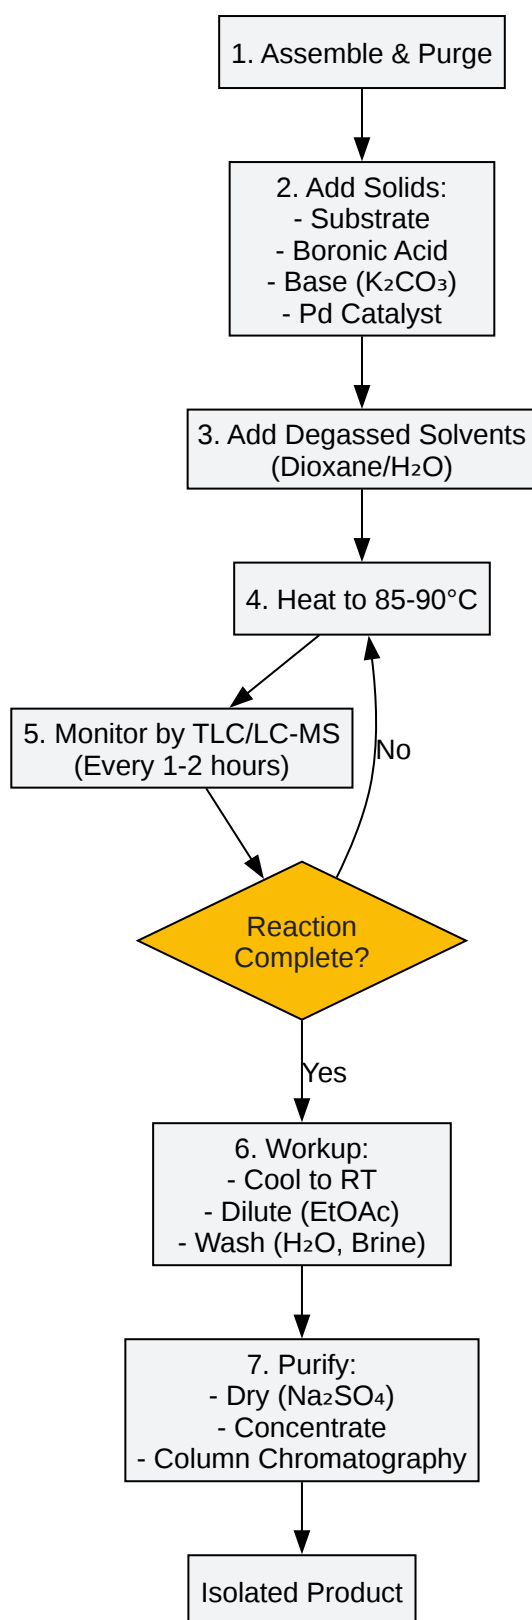 1. Assemble & Purge
2. Add Solids:
- Substrate
- Boronic Acid
- Base (K₂CO₃)
- Pd Catalyst
3. Add Degassed Solvents
(Dioxane/H₂O)
4. Heat to 85-90°C
5. Monitor by TLC/LC-MS
(Every 1-2 hours)
No
Reaction
Complete?
Yes
6. Workup:
- Cool to RT
- Dilute (EtOAc)
- Wash (H₂O, Brine)
7. Purify:
- Dry (Na₂SO₄)
- Concentrate
- Column Chromatography
Isolated Product